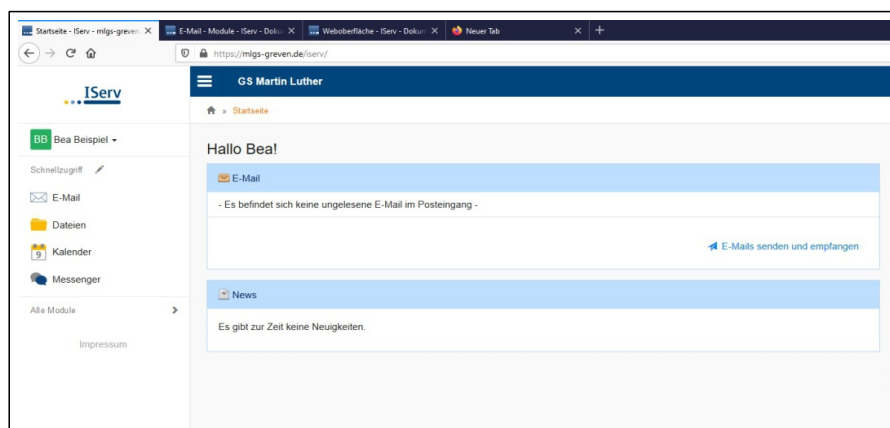 Startseite - IServ - mlgs-greven
E-Mail - Module - IServ - Doku
Weboberfläche - IServ - Dokum
Neuer Tab
https://mlgs-greven.de/iserv/
IServ
GS Martin Luther
» Startseite
BB Bea Beispiel
Hallo Bea!
Schnellzugriff
E-Mail
E-Mail
- Es befindet sich keine ungelesene E-Mail im Posteingang -
Dateien
9 Kalender
E-Mails senden und empfangen
Messenger
News
Alle Module
Es gibt zur Zeit keine Neuigkeiten.
Impressum